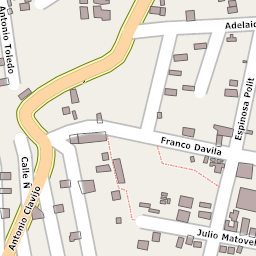 Antonio Toledo
Adelaid
Espinosa Polit
Franco Davila
Calle Ñ
Antonio Clavijo
Julio Matovel